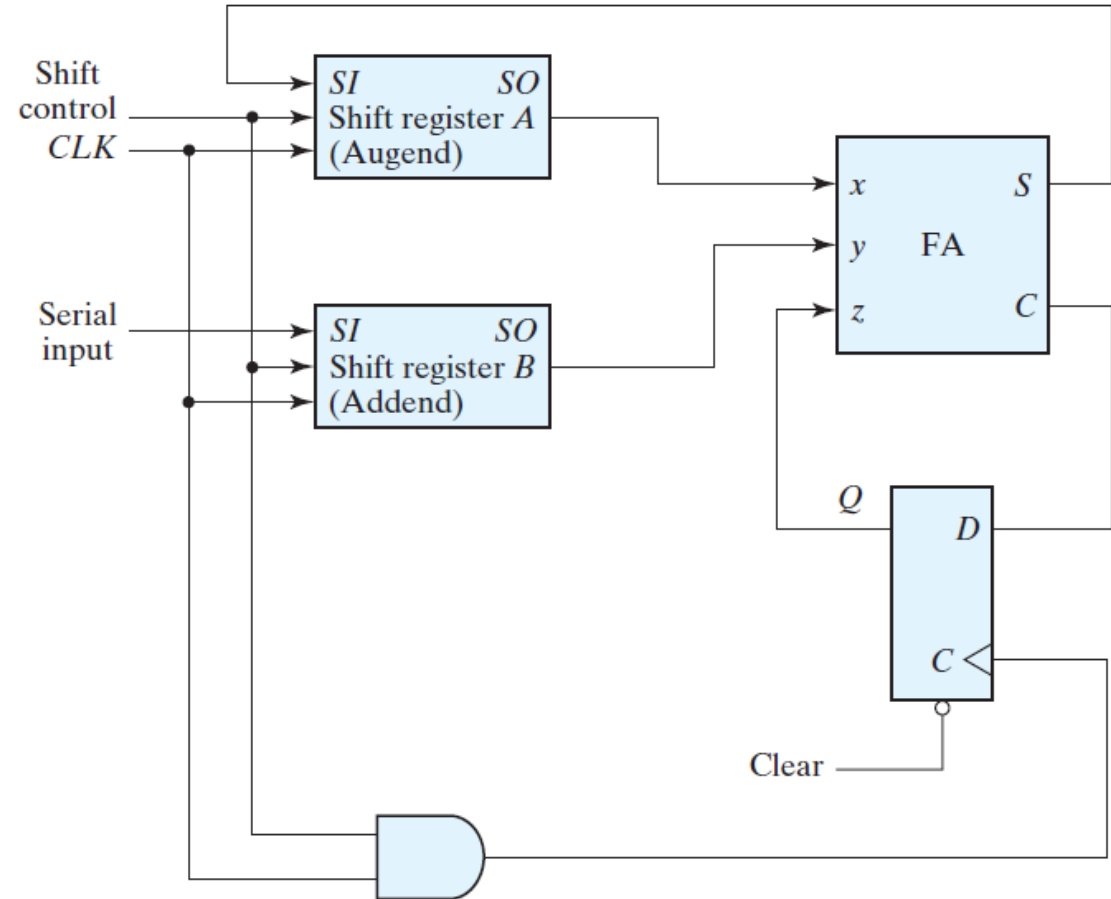 Shift
control
CLK
SI SO
Shift register A
(Augend)
Serial
input
SI SO
Shift register B
(Addend)
x S
y FA
z C
Q
D
C
Clear